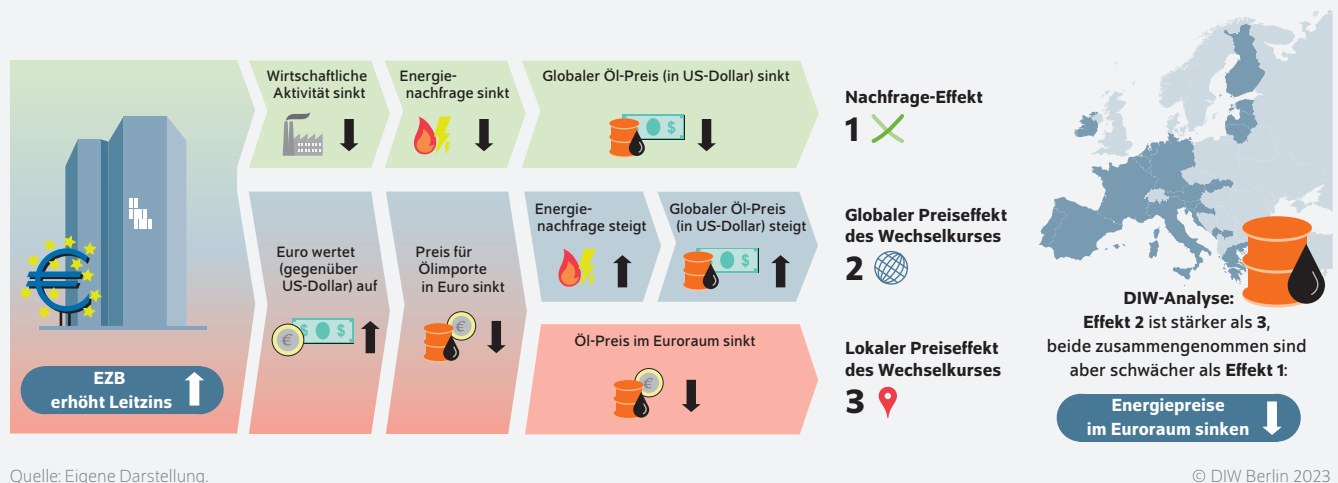 EZB
erhöht Leitzins
Wirtschaftliche
Aktivität sinkt
Energie-
nachfrage sinkt
Globaler Öl-Preis (in US-Dollar) sinkt
$
Nachfrage-Effekt
1
Euro wertet
(gegenüber
US-Dollar) auf
€ $ $
Preis für
Ölimporte
in Euro sinkt
€
Energie-
nachfrage steigt
Globaler Öl-Preis
(in US-Dollar) steigt
$
Globaler Preiseffekt
des Wechselkurses
2
Öl-Preis im Euroraum sinkt
€
Lokaler Preiseffekt
des Wechselkurses
3
DIW-Analyse:
Effekt 2 ist stärker als 3,
beide zusammengenommen sind
aber schwächer als Effekt 1:
Energiepreise
im Euroraum sinken
Quelle: Eigene Darstellung.
© DIW Berlin 2023